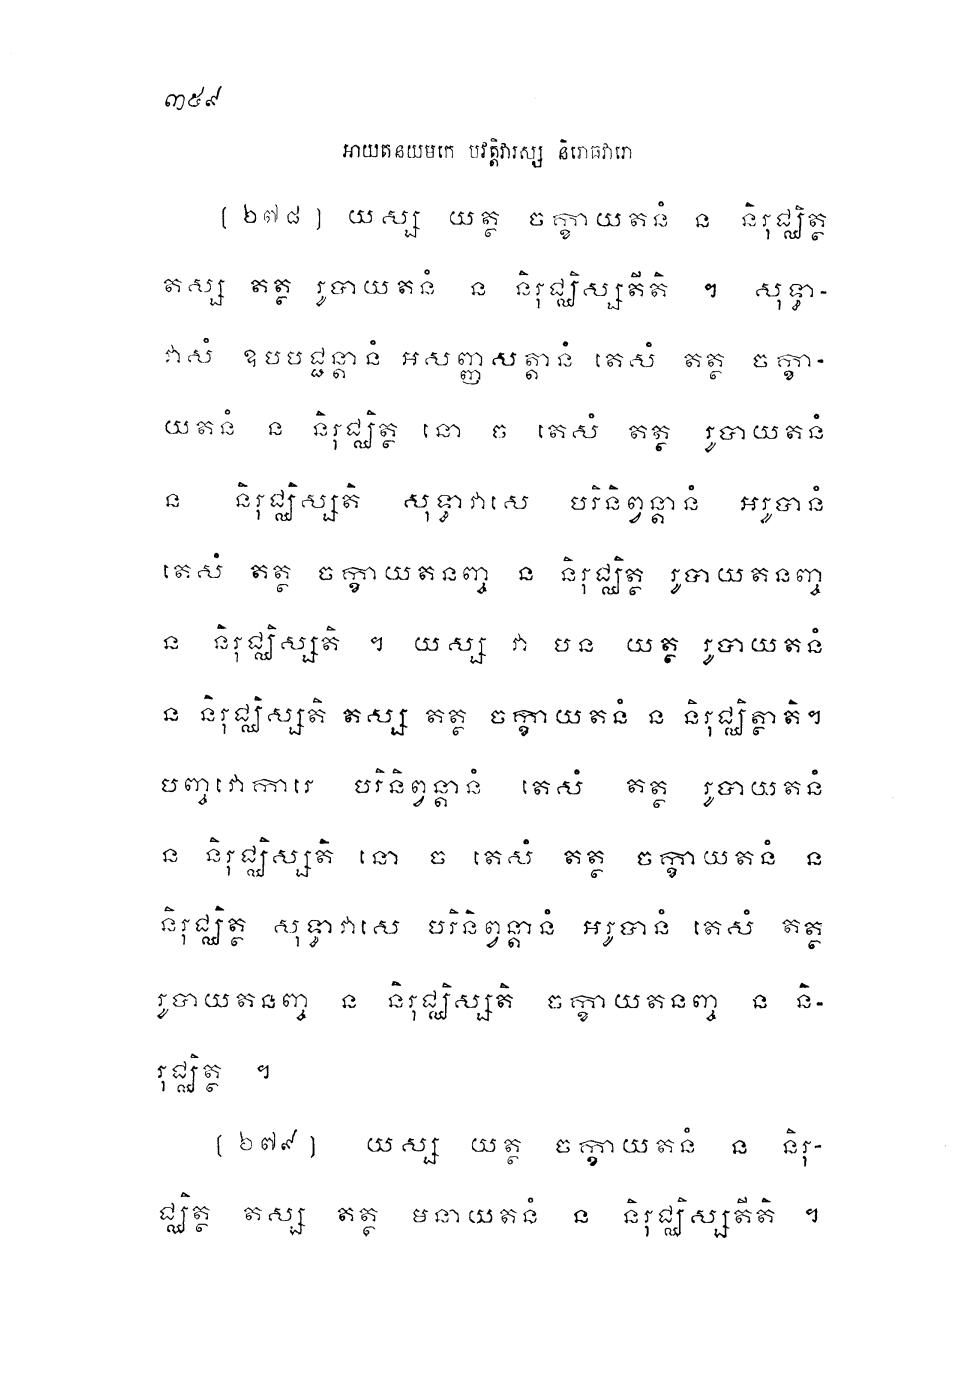 ៣៥៩
អាយតនយមកេ បវត្តិវារស្ស និរោធវារោ
[ ២៧៨ ] យស្ស យត្ថ ចក្ខាយតនំ ន និរុជ្ឈិត្ថ
តស្ស តត្ថ រូបាយតនំ ន និរុជ្ឈិស្សតីតិ ។ សុទ្ធា-
វាសំ ឧបបជ្ជន្តានំ អសញ្ញសត្តានំ តេសំ តត្ថ ចក្ខា-
យតនំ ន និរុជ្ឈិត្ថ នោ ច តេសំ តត្ថ រូបាយតនំ
ន និរុជ្ឈិស្សតិ សុទ្ធាវាសេ បរិនិព្វន្តានំ អរូបានំ
តេសំ តត្ថ ចក្ខាយតនញ្ច ន និរុជ្ឈិត្ថ រូបាយតនញ្ច
ន និរុជ្ឈិស្សតិ ។ យស្ស វា បន យត្ថ រូបាយតនំ
ន និរុជ្ឈិស្សតិ តស្ស តត្ថ ចក្ខាយតនំ ន និរុជ្ឈិត្ថាតិ។
បញ្ចវោការេ បរិនិព្វន្តានំ តេសំ តត្ថ រូបាយតនំ
ន និរុជ្ឈិស្សតិ នោ ច តេសំ តត្ថ ចក្ខាយតនំ ន
និរុជ្ឈិត្ថ សុទ្ធាវាសេ បរិនិព្វន្តានំ អរូបានំ តេសំ តត្ថ
រូបាយតនញ្ច ន និរុជ្ឈិស្សតិ ចក្ខាយតនញ្ច ន និ-
រុជ្ឈិត្ថ ។
[ ២៧៩ ] យស្ស យត្ថ ចក្ខាយតនំ ន និរុ-
ជ្ឈិត្ថ តស្ស តត្ថ មនាយតនំ ន និរុជ្ឈិស្សតីតិ ។